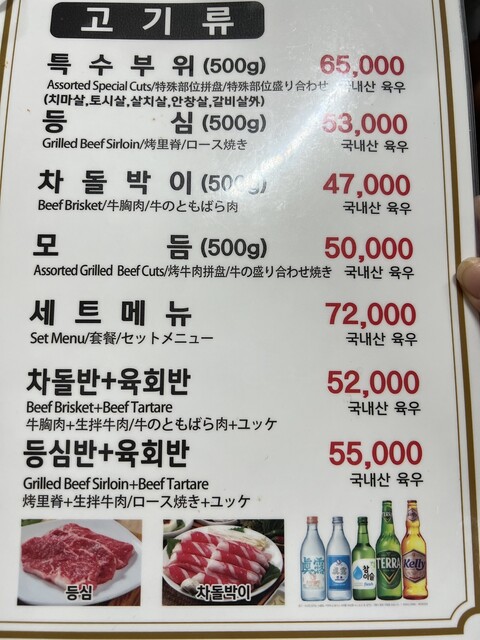 고기류
특수부위(500g) 65,000
Assorted Special Cuts/特殊部位拼盘/特殊部位盛り合わせ 국내산 육우
(치마살,토시살,살치살,안창살,갈비살외)
등심(500g) 53,000
Grilled Beef Sirloin/烤里脊/ロース焼き 국내산 육우
차돌박이(500g) 47,000
Beef Brisket/牛胸肉/牛のともばら肉 국내산 육우
모듬(500g) 50,000
Assorted Grilled Beef Cuts/烤牛肉拼盘/牛の盛り合わせ焼き 국내산 육우
세트메뉴 72,000
Set Menu/套餐/セットメニュー 국내산 육우
차돌반+육회반 52,000
Beef Brisket+Beef Tartare 국내산 육우
牛胸肉+生拌牛肉/牛のともばら肉+ユッケ
등심반+육회반 55,000
Grilled Beef Sirloin+Beef Tartare 국내산 육우
烤里脊+生拌牛肉/ロース焼き+ユッケ
등심
차돌박이
참이슬
TERRA
Kelly